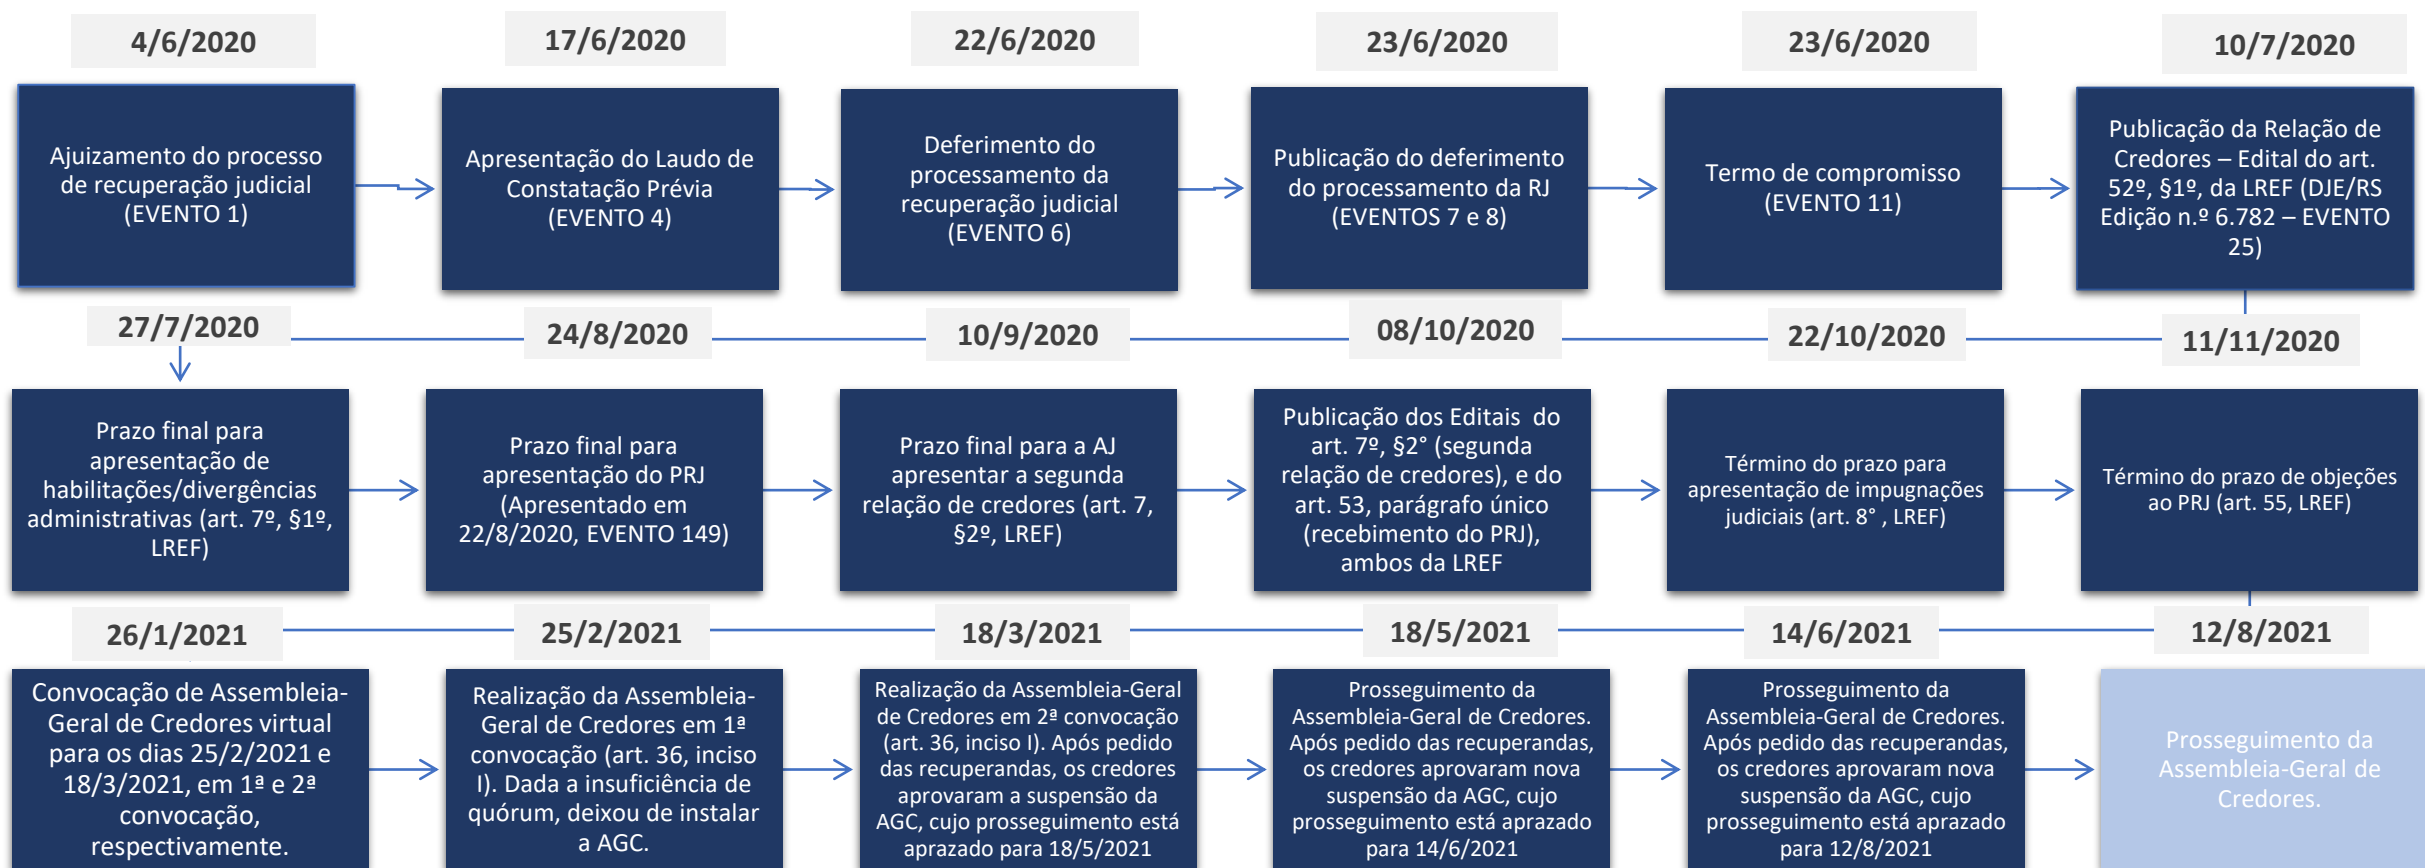 4/6/2020
Ajuizamento do processo
de recuperação judicial
(EVENTO 1)
17/6/2020
Apresentação do Laudo de
Constatação Prévia
(EVENTO 4)
22/6/2020
Deferimento do
processamento da
recuperação judicial
(EVENTO 6)
23/6/2020
Publicação do deferimento
do processamento da RJ
(EVENTOS 7 e 8)
23/6/2020
Termo de compromisso
(EVENTO 11)
10/7/2020
Publicação da Relação de
Credores – Edital do art.
52º, §1º, da LREF (DJE/RS
Edição n.º 6.782 – EVENTO
25)
27/7/2020
Prazo final para
apresentação de
habilitações/divergências
administrativas (art. 7º, §1º,
LREF)
24/8/2020
Prazo final para
apresentação do PRJ
(Apresentado em
22/8/2020, EVENTO 149)
10/9/2020
Prazo final para a AJ
apresentar a segunda
relação de credores (art. 7,
§2º, LREF)
08/10/2020
Publicação dos Editais do
art. 7º, §2° (segunda
relação de credores), e do
art. 53, parágrafo único
(recebimento do PRJ),
ambos da LREF
22/10/2020
Término do prazo para
apresentação de impugnações
judiciais (art. 8° , LREF)
11/11/2020
Término do prazo de objeções
ao PRJ (art. 55, LREF)
26/1/2021
Convocação de Assembleia-
Geral de Credores virtual
para os dias 25/2/2021 e
18/3/2021, em 1ª e 2ª
convocação,
respectivamente.
25/2/2021
Realização da Assembleia-
Geral de Credores em 1ª
convocação (art. 36, inciso
I). Dada a insuficiência de
quórum, deixou de instalar
a AGC.
18/3/2021
Realização da Assembleia-Geral
de Credores em 2ª convocação
(art. 36, inciso I). Após pedido
das recuperandas, os credores
aprovaram a suspensão da
AGC, cujo prosseguimento está
aprazado para 18/5/2021
18/5/2021
Prosseguimento da
Assembleia-Geral de Credores.
Após pedido das recuperandas,
os credores aprovaram nova
suspensão da AGC, cujo
prosseguimento está aprazado
para 14/6/2021
14/6/2021
Prosseguimento da
Assembleia-Geral de Credores.
Após pedido das recuperandas,
os credores aprovaram nova
suspensão da AGC, cujo
prosseguimento está aprazado
para 12/8/2021
12/8/2021
Prosseguimento da
Assembleia-Geral de
Credores.